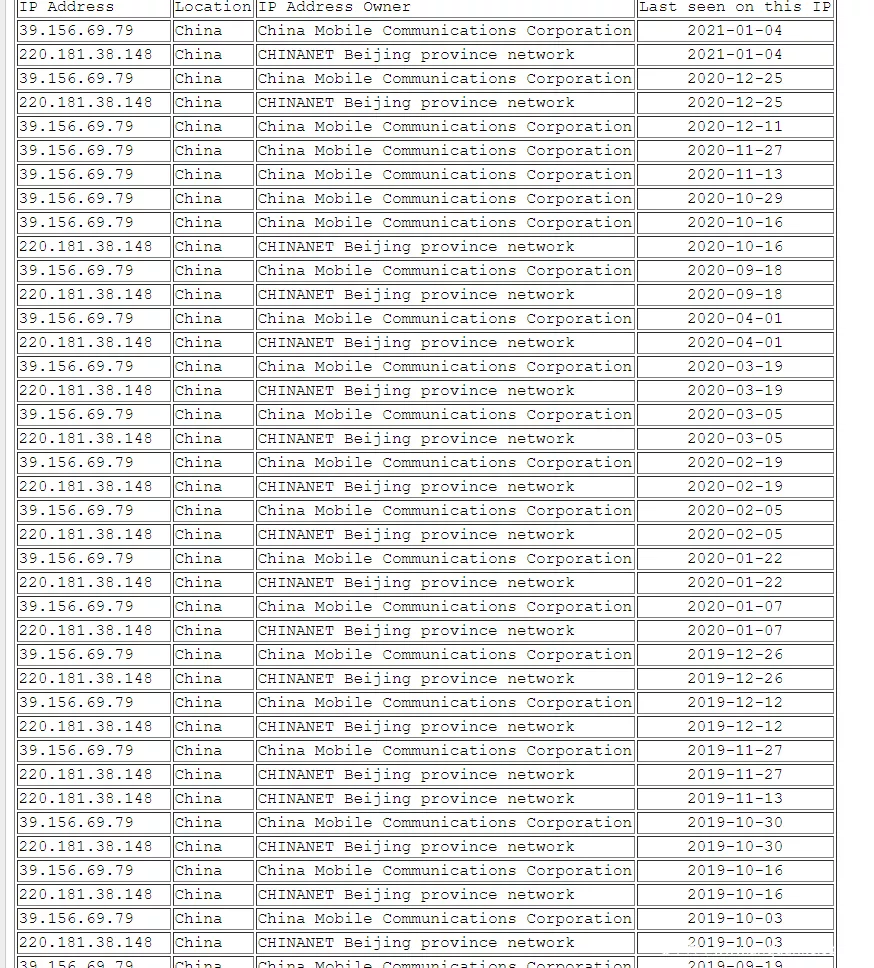 IP Address Location IP Address Owner Last seen on this IP
39.156.69.79 China China Mobile Communications Corporation 2021-01-04
220.181.38.148 China CHINANET Beijing province network 2021-01-04
39.156.69.79 China China Mobile Communications Corporation 2020-12-25
220.181.38.148 China CHINANET Beijing province network 2020-12-25
39.156.69.79 China China Mobile Communications Corporation 2020-12-11
39.156.69.79 China China Mobile Communications Corporation 2020-11-27
39.156.69.79 China China Mobile Communications Corporation 2020-11-13
39.156.69.79 China China Mobile Communications Corporation 2020-10-29
39.156.69.79 China China Mobile Communications Corporation 2020-10-16
220.181.38.148 China CHINANET Beijing province network 2020-10-16
39.156.69.79 China China Mobile Communications Corporation 2020-09-18
220.181.38.148 China CHINANET Beijing province network 2020-09-18
39.156.69.79 China China Mobile Communications Corporation 2020-04-01
220.181.38.148 China CHINANET Beijing province network 2020-04-01
39.156.69.79 China China Mobile Communications Corporation 2020-03-19
220.181.38.148 China CHINANET Beijing province network 2020-03-19
39.156.69.79 China China Mobile Communications Corporation 2020-03-05
220.181.38.148 China CHINANET Beijing province network 2020-03-05
39.156.69.79 China China Mobile Communications Corporation 2020-02-19
220.181.38.148 China CHINANET Beijing province network 2020-02-19
39.156.69.79 China China Mobile Communications Corporation 2020-02-05
220.181.38.148 China CHINANET Beijing province network 2020-02-05
39.156.69.79 China China Mobile Communications Corporation 2020-01-22
220.181.38.148 China CHINANET Beijing province network 2020-01-22
39.156.69.79 China China Mobile Communications Corporation 2020-01-07
220.181.38.148 China CHINANET Beijing province network 2020-01-07
39.156.69.79 China China Mobile Communications Corporation 2019-12-26
220.181.38.148 China CHINANET Beijing province network 2019-12-26
39.156.69.79 China China Mobile Communications Corporation 2019-12-12
220.181.38.148 China CHINANET Beijing province network 2019-12-12
39.156.69.79 China China Mobile Communications Corporation 2019-11-27
220.181.38.148 China CHINANET Beijing province network 2019-11-27
220.181.38.148 China CHINANET Beijing province network 2019-11-13
39.156.69.79 China China Mobile Communications Corporation 2019-10-30
220.181.38.148 China CHINANET Beijing province network 2019-10-30
39.156.69.79 China China Mobile Communications Corporation 2019-10-16
220.181.38.148 China CHINANET Beijing province network 2019-10-16
39.156.69.79 China China Mobile Communications Corporation 2019-10-03
220.181.38.148 China CHINANET Beijing province network 2019-10-03
39.156.69.79 China China Mobile Communications Corporation 2019-09-19